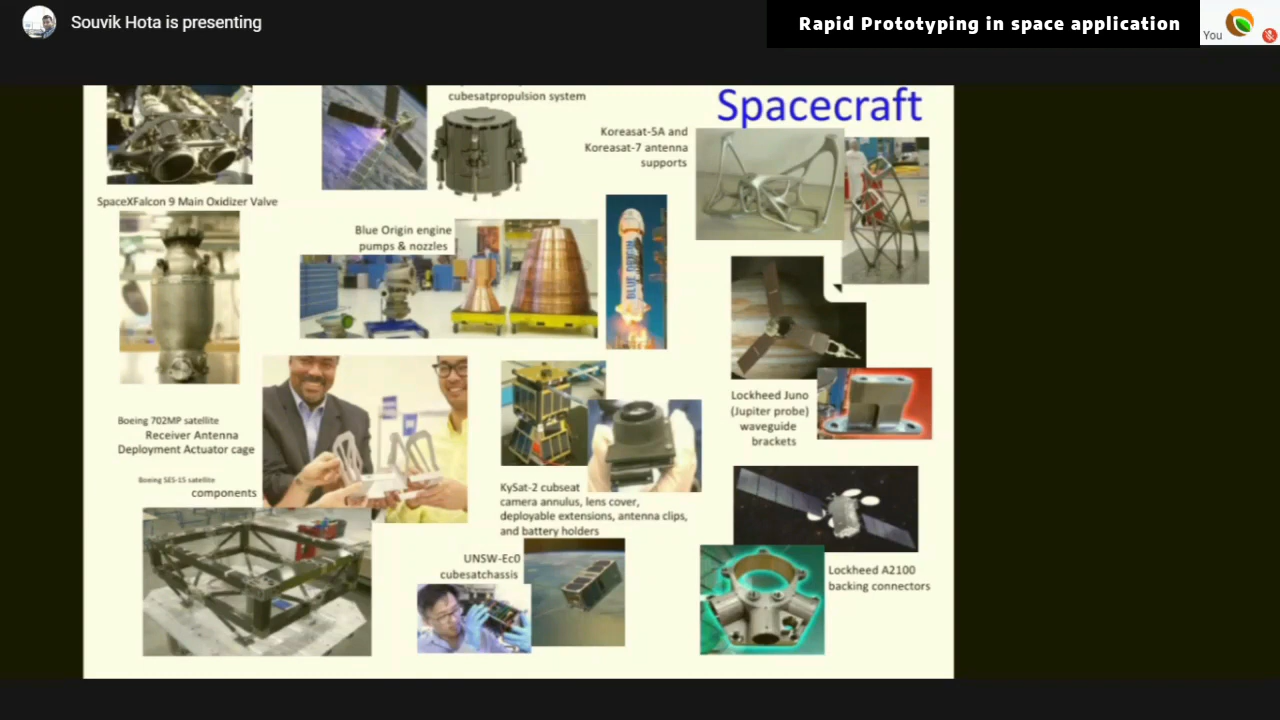 Souvik Hota is presenting
Rapid Prototyping in space application
You
cubesatpropulsion system
Spacecraft
Koreasat-5A and
Koreasat-7 antenna
supports
SpaceXFalcon 9 Main Oxidizer Valve
Blue Origin engine
pumps & nozzles
BLUE ORIGIN
Lockheed Juno
(Jupiter probe)
waveguide
brackets
Boeing 702MP satellite
Receiver Antenna
Deployment Actuator cage
Boeing SES-15 satellite
components
KySat-2 cubseat
camera annulus, lens cover,
deployable extensions, antenna clips,
and battery holders
UNSW-Ec0
cubesatchassis
Lockheed A2100
backing connectors